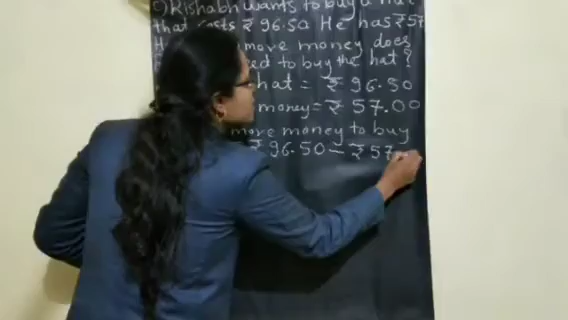 Rishabh wants to buy a
that costs ₹ 96.50 He has ₹ 57
more money does
to buy the hat ?
hat = ₹ 96.50
money = ₹ 57.00
more money to buy
₹ 96.50 - ₹ 57